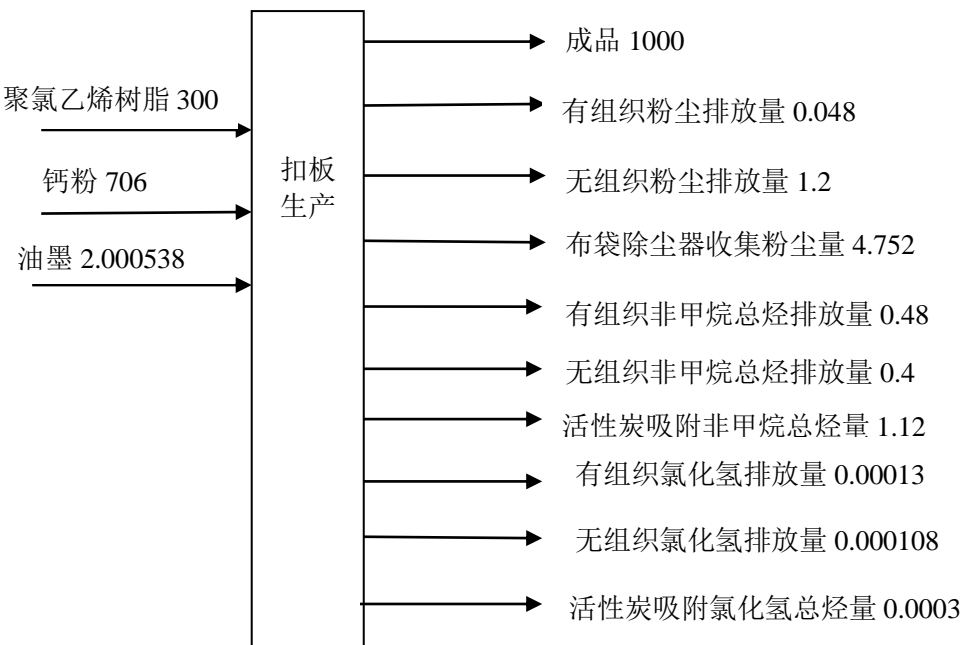 聚氯乙烯树脂 300
钙粉 706
油墨 2.000538
扣板
生产
成品 1000
有组织粉尘排放量 0.048
无组织粉尘排放量 1.2
布袋除尘器收集粉尘量 4.752
有组织非甲烷总烃排放量 0.48
无组织非甲烷总烃排放量 0.4
活性炭吸附非甲烷总烃量 1.12
有组织氯化氢排放量 0.00013
无组织氯化氢排放量 0.000108
活性炭吸附氯化氢总烃量 0.0003